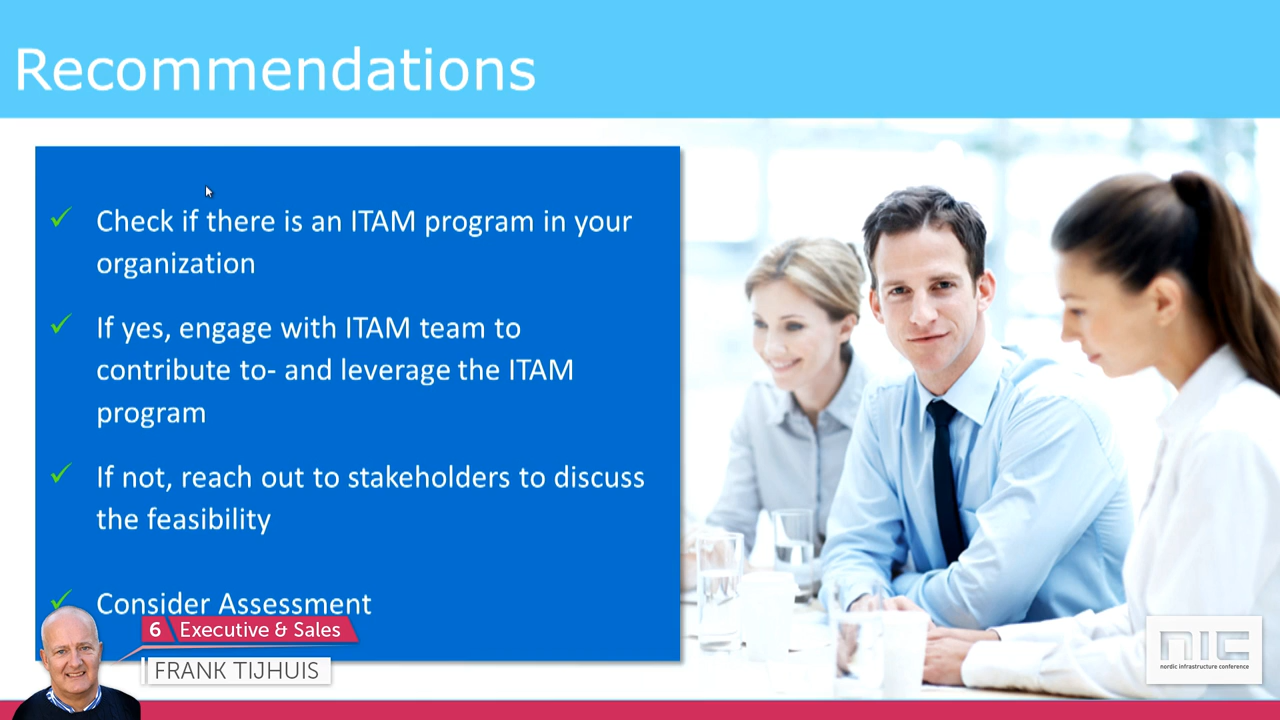 Recommendations
Check if there is an ITAM program in your
organization
If yes, engage with ITAM team to
contribute to- and leverage the ITAM
program
If not, reach out to stakeholders to discuss
the feasibility
Consider Assessment
6 Executive & Sales
FRANK TIJHUIS
nic
nordic infrastructure conference